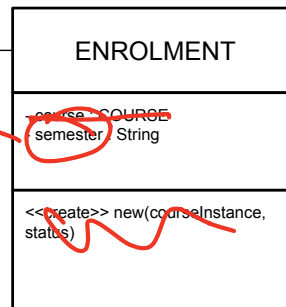 ENROLMENT
- course : COURSE
- semester : String
<<create>> new(courseInstance,
status)